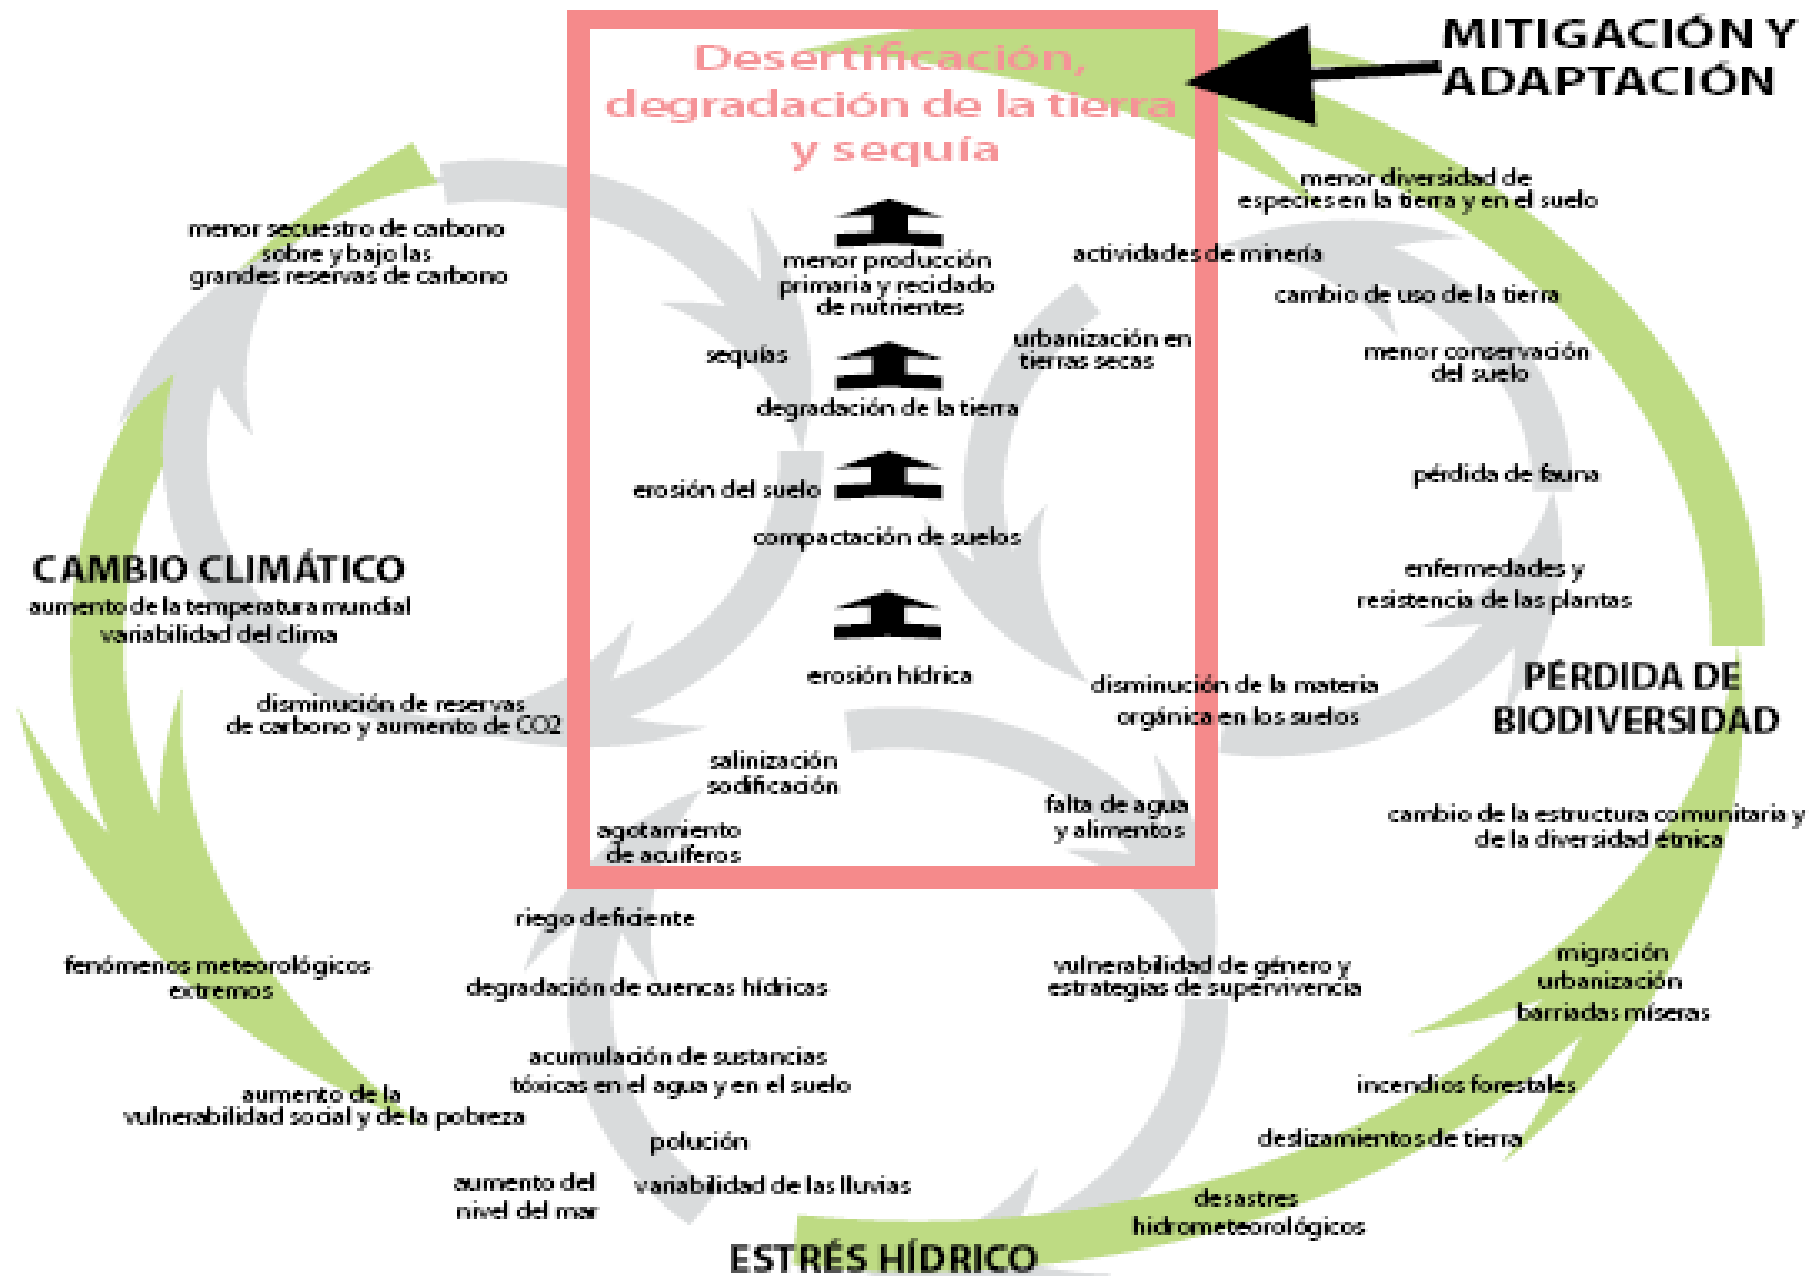 MITIGACIÓN Y
ADAPTACIÓN
Desertificación,
degradación de la tierra
y sequía
menor diversidad de
especies en la tierra y en el suelo
menor secuestro de carbono
sobre y bajo las
grandes reservas de carbono
menor producción
primaria y recidado
de nutrientes
actividades de minería
cambio de uso de la tierra
sequías
urbanización en
tierras secas
menor conservación
del suelo
degradación de la tierra
erosión del suelo
pérdida de fauna
compactación de suelos
CAMBIO CLIMÁTICO
aumento de la temperatura mundial
variabilidad del clima
enfermedades y
resistencia de las plantas
erosión hídrica
disminución de la materia
orgánica en los suelos
PÉRDIDA DE
BIODIVERSIDAD
disminución de reservas
de carbono y aumento de CO2
salinización
sodificación
falta de agua
y alimentos
cambio de la estructura comunitaria y
de la diversidad étnica
agotamiento
de acuíferos
riego deficiente
fenómenos meteorológicos
extremos
degradación de cuencas hídricas
vulnerabilidad de género y
estrategias de supervivencia
migración
urbanización
barriadas míseras
acumulación de sustancias
tóxicas en el agua y en el suelo
aumento de la
vulnerabilidad social y de la pobreza
incendios forestales
polución
deslizamientos de tierra
aumento del
nivel del mar
variabilidad de las lluvias
desastres
hidrometeorológicos
ESTRÉS HÍDRICO